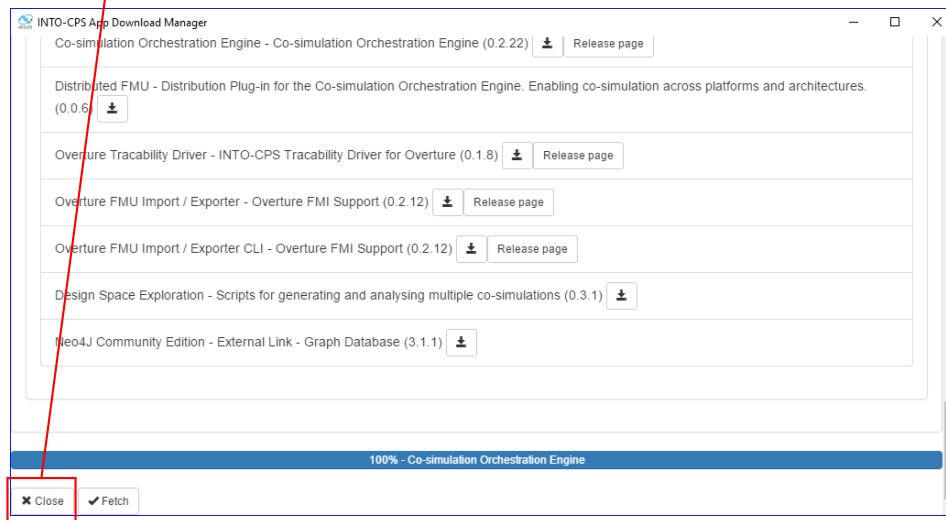 INTO-CPS App Download Manager
Co-simulation Orchestration Engine - Co-simulation Orchestration Engine (0.2.22) Release page
Distributed FMU - Distribution Plug-in for the Co-simulation Orchestration Engine. Enabling co-simulation across platforms and architectures.
(0.0.6)
Overture Tracability Driver - INTO-CPS Tracability Driver for Overture (0.1.8) Release page
Overture FMU Import / Exporter - Overture FMI Support (0.2.12) Release page
Overture FMU Import / Exporter CLI - Overture FMI Support (0.2.12) Release page
Design Space Exploration - Scripts for generating and analysing multiple co-simulations (0.3.1)
Neo4J Community Edition - External Link - Graph Database (3.1.1)
100% - Co-simulation Orchestration Engine
Close Fetch